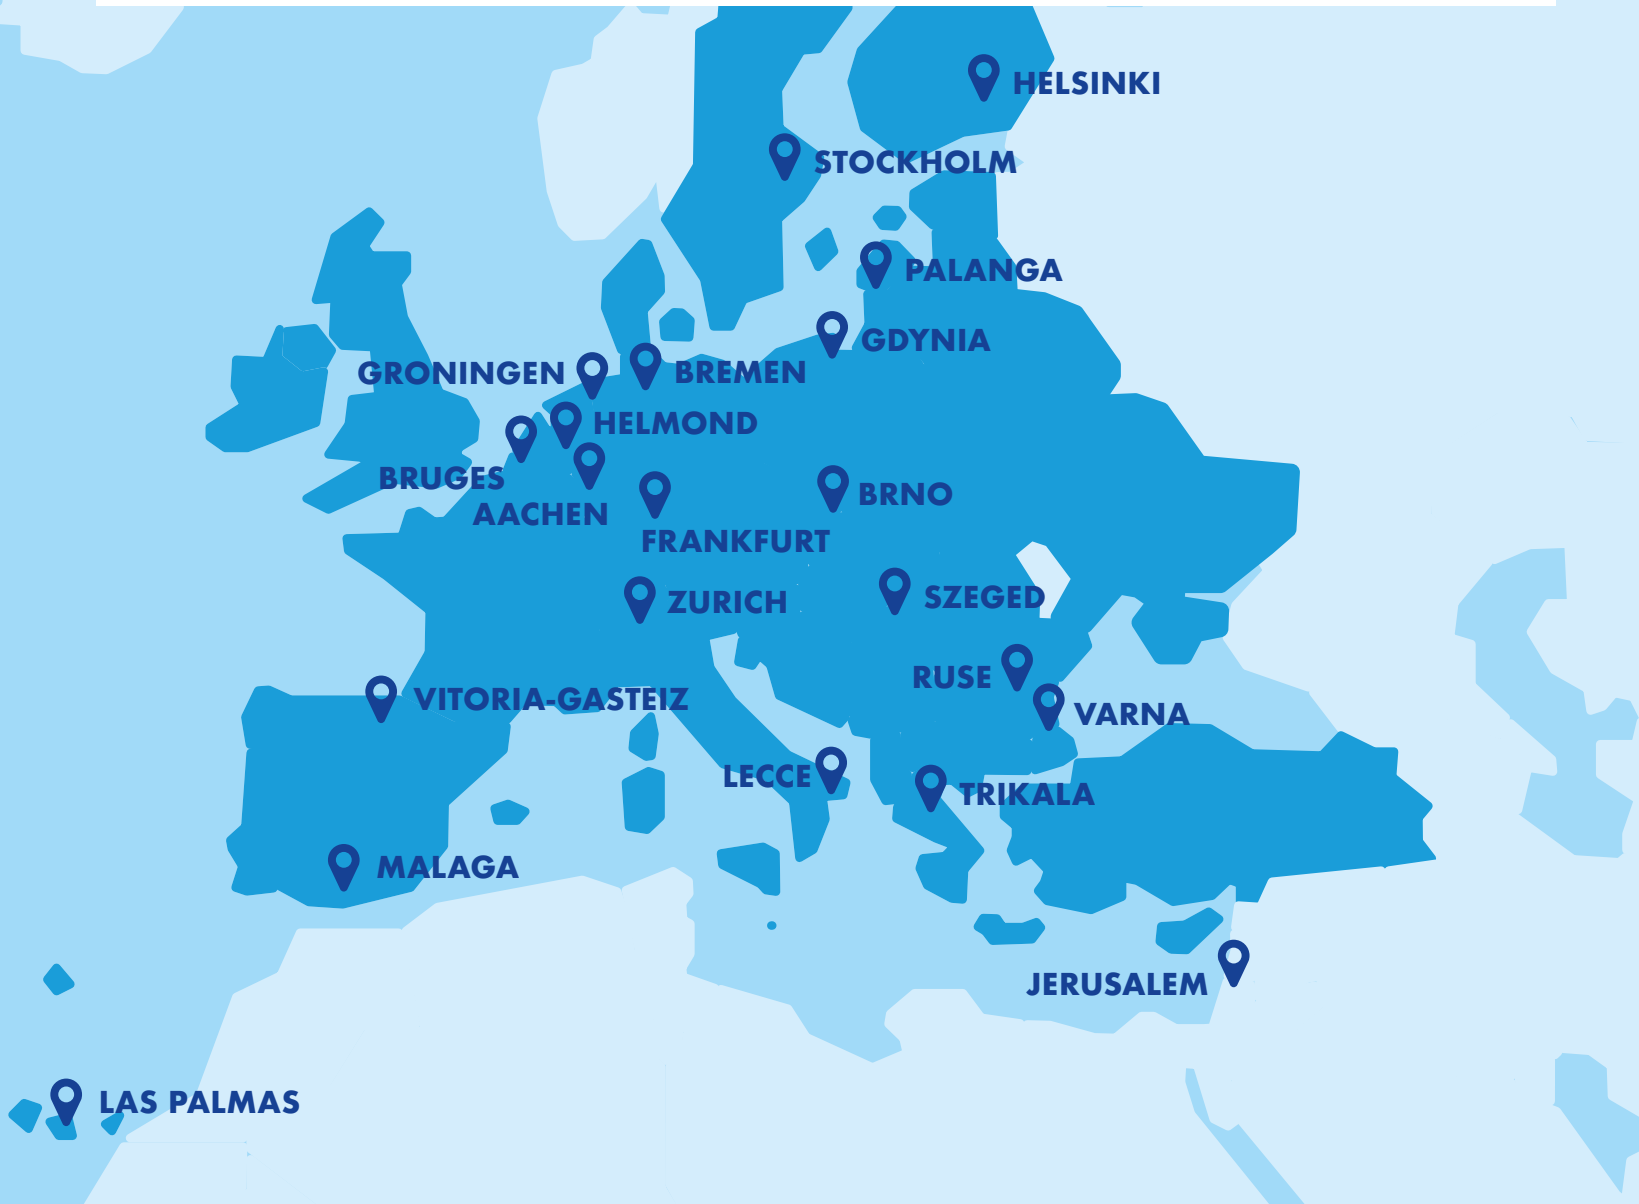 HELSINKI
STOCKHOLM
PALANGA
GDYNIA
GRONINGEN
BREMEN
HELMOND
BRUGES
AACHEN
BRNO
FRANKFURT
ZURICH
SZEGED
RUSE
VITORIA-GASTEIZ
VARNA
LECCE
TRIKALA
MALAGA
JERUSALEM
LAS PALMAS